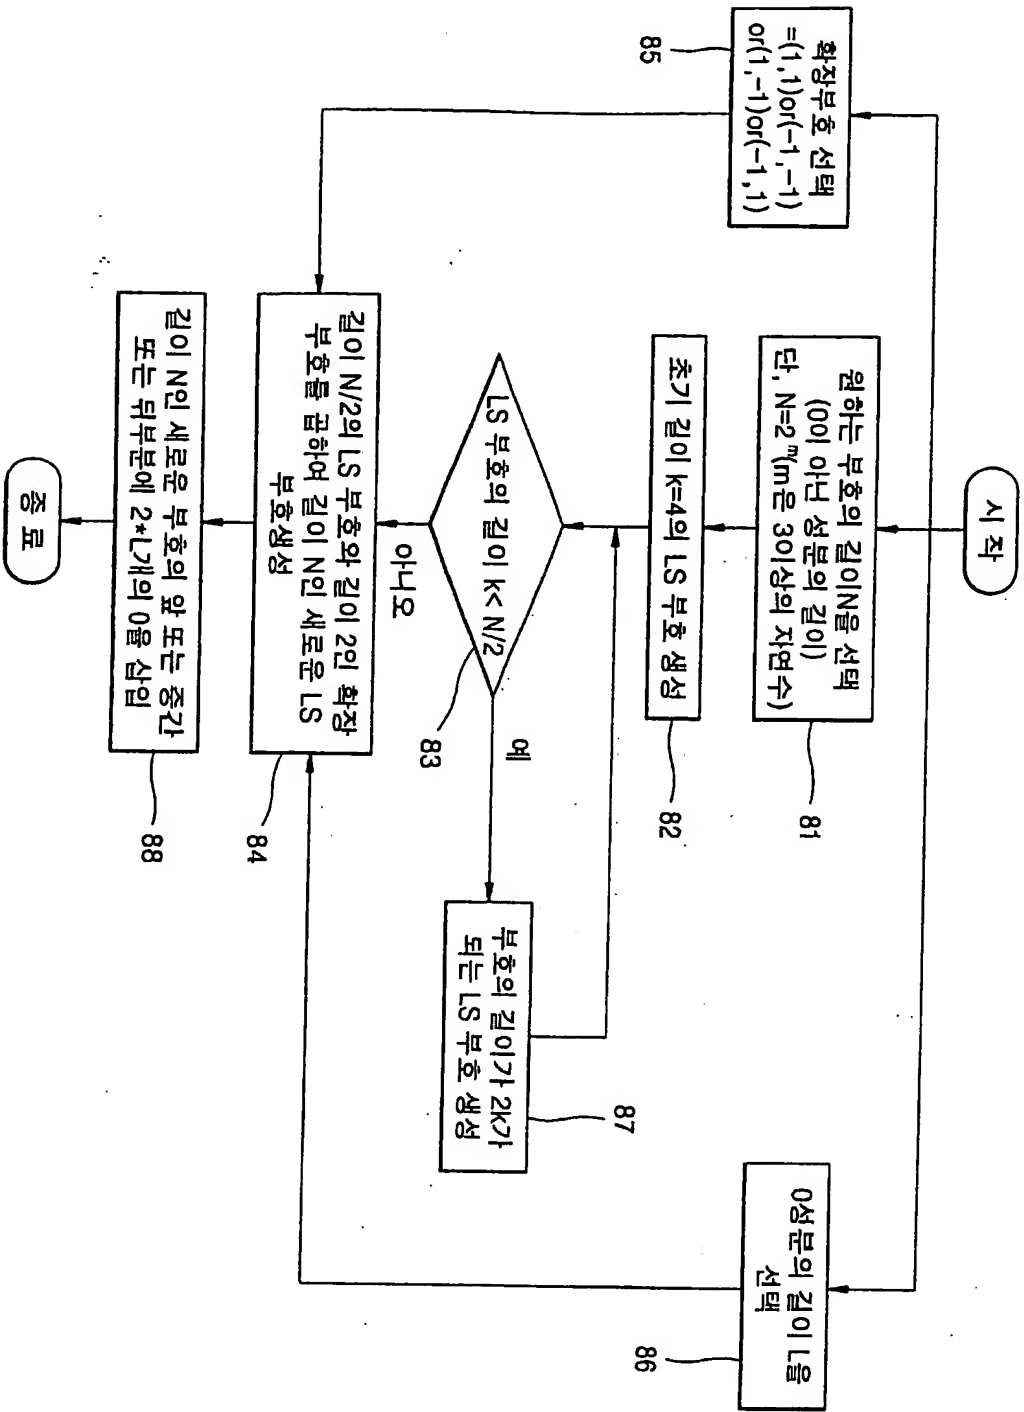 시 작
확장부호 선택
=(1,1)or(-1,-1)
or(1,-1)or(-1,1)
85
원하는 부호의 길이N을 선택
(0이 아닌 성분의 길이)
단, N=2^m(m은 3이상의 자연수)
81
0성분의 길이 L을
선택
86
초기 길이 k=4의 LS 부호 생성
82
LS 부호의 길이 k< N/2
83
예
아니오
부호의 길이가 2k가
되는 LS 부호 생성
87
길이 N/2의 LS 부호와 길이 2인 확장
부호를 곱하여 길이 N인 새로운 LS
부호생성
84
길이 N인 새로운 부호의 앞 또는 중간
또는 뒤부분에 2*L개의 0을 삽입
88
종 료